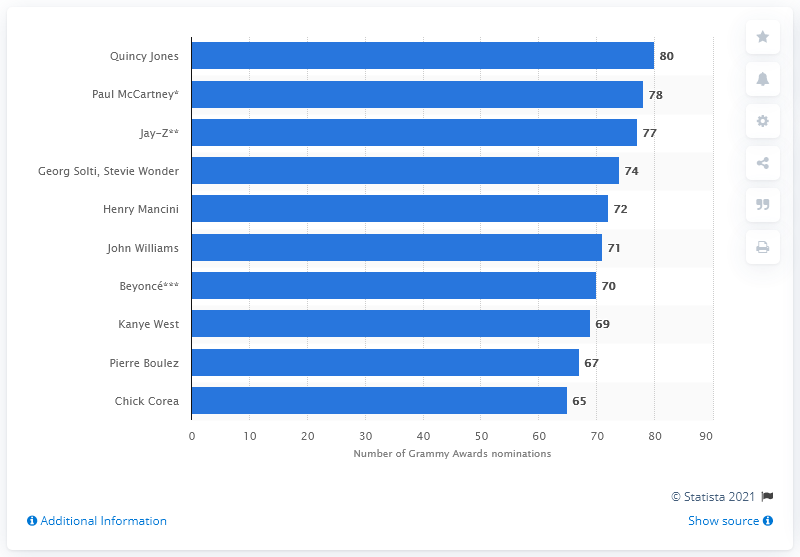 Quincy Jones 80
Paul McCartney* 78
Jay-Z** 77
Georg Solti, Stevie Wonder 74
Henry Mancini 72
John Williams 71
Beyoncé*** 70
Kanye West 69
Pierre Boulez 67
Chick Corea 65
0 10 20 30 40 50 60 70 80 90
Number of Grammy Awards nominations
© Statista 2021
Additional Information
Show source